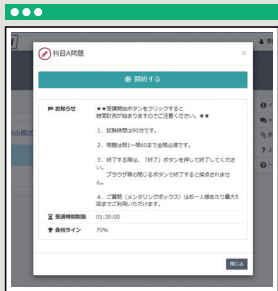 科目A問題
×
開始する
お知らせ
★★受講開始ボタンをクリックすると
時間計測が始まりますのでご注意ください。★★
1．試験時間は90分です。
2．問題は問1～問60まで全問必須です。
3．終了する際は、「終了」ボタンを押して終了してくださ
い。
ブラウザ等の閉じるボタンで終了すると採点されませ
ん。
4．ご質問（メンタリングボックス）はお一人様あたり最大5
回までご利用いただけます。
受講時間制限
01:30:00
合格ライン
70%
閉じる